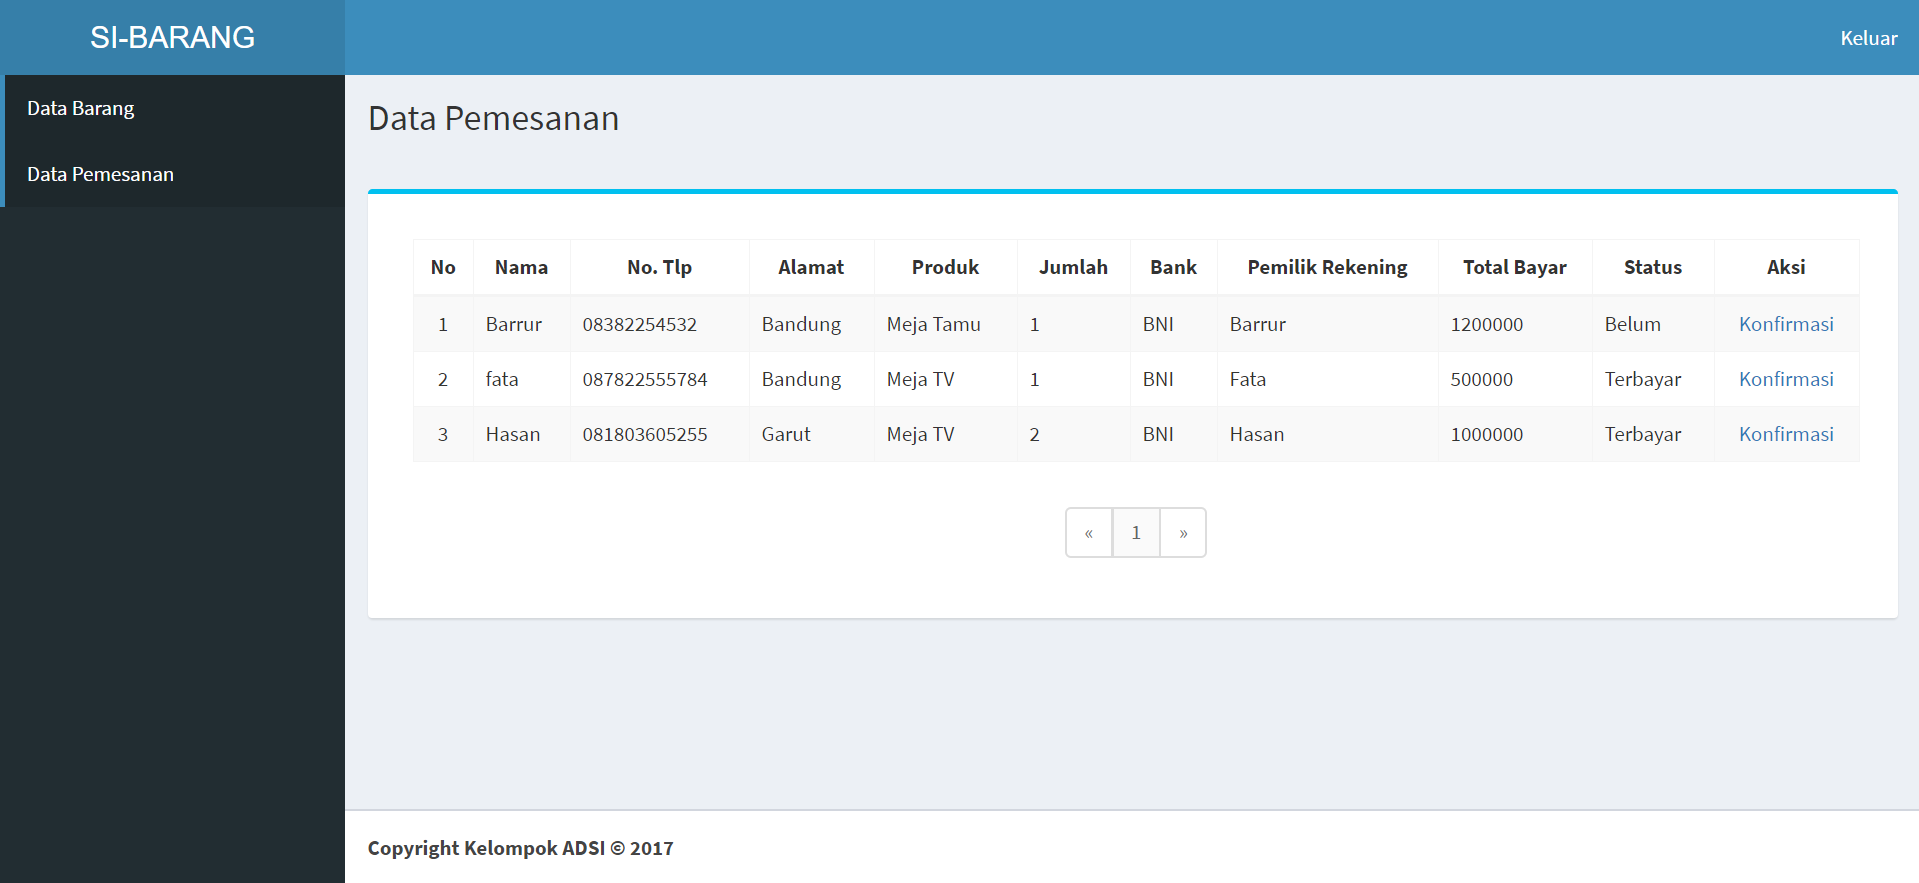 SI-BARANG
Keluar
Data Barang
Data Pemesanan
Data Pemesanan
No Nama No. Tlp Alamat Produk Jumlah Bank Pemilik Rekening Total Bayar Status Aksi
1 Barrur 08382254532 Bandung Meja Tamu 1 BNI Barrur 1200000 Belum Konfirmasi
2 fata 087822555784 Bandung Meja TV 1 BNI Fata 500000 Terbayar Konfirmasi
3 Hasan 081803605255 Garut Meja TV 2 BNI Hasan 1000000 Terbayar Konfirmasi
« 1 »
Copyright Kelompok ADSI © 2017